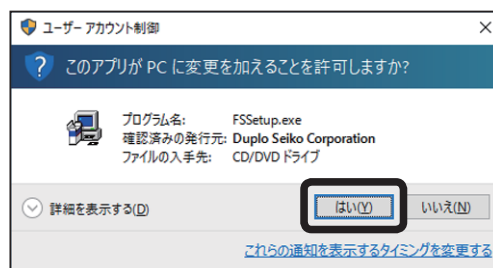 ユーザー アカウント制御
このアプリが PC に変更を加えることを許可しますか?
プログラム名: FSSetup.exe
確認済みの発行元: Duplo Seiko Corporation
ファイルの入手先: CD/DVD ドライブ
詳細を表示する(D)
はい(Y)
いいえ(N)
これらの通知を表示するタイミングを変更する